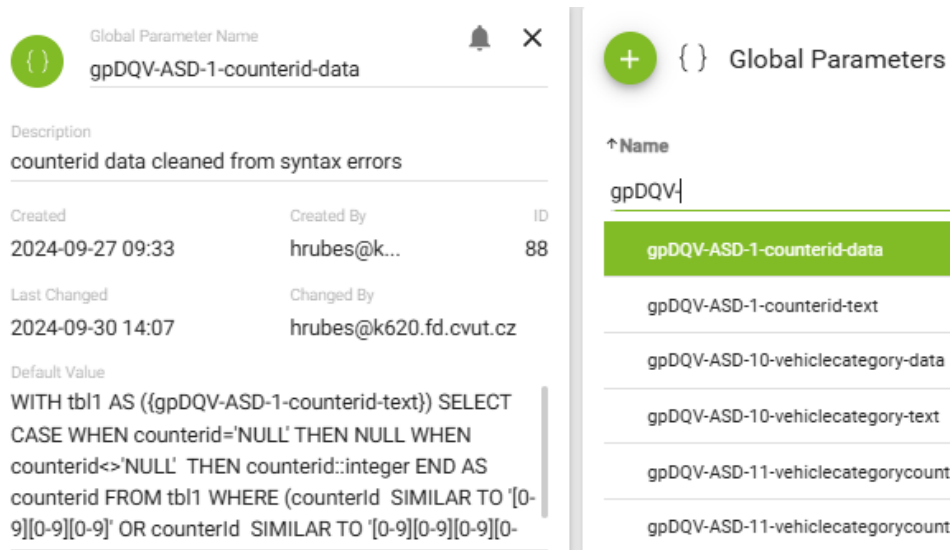 Global Parameter Name
gpDQV-ASD-1-counterid-data
Description
counterid data cleaned from syntax errors
Created
Created By
ID
2024-09-27 09:33
hrubes@k...
88
Last Changed
Changed By
2024-09-30 14:07
hrubes@k620.fd.cvut.cz
Default Value
WITH tbl1 AS ({gpDQV-ASD-1-counterid-text}) SELECT
CASE WHEN counterid='NULL' THEN NULL WHEN
counterid<>'NULL' THEN counterid::integer END AS
counterid FROM tbl1 WHERE (counterId SIMILAR TO '[0-
9][0-9][0-9]' OR counterId SIMILAR TO '[0-9][0-9][0-9][0-
{ } Global Parameters
↑Name
gpDQV-
gpDQV-ASD-1-counterid-data
gpDQV-ASD-1-counterid-text
gpDQV-ASD-10-vehiclecategory-data
gpDQV-ASD-10-vehiclecategory-text
gpDQV-ASD-11-vehiclecategorycount
gpDQV-ASD-11-vehiclecategorycount